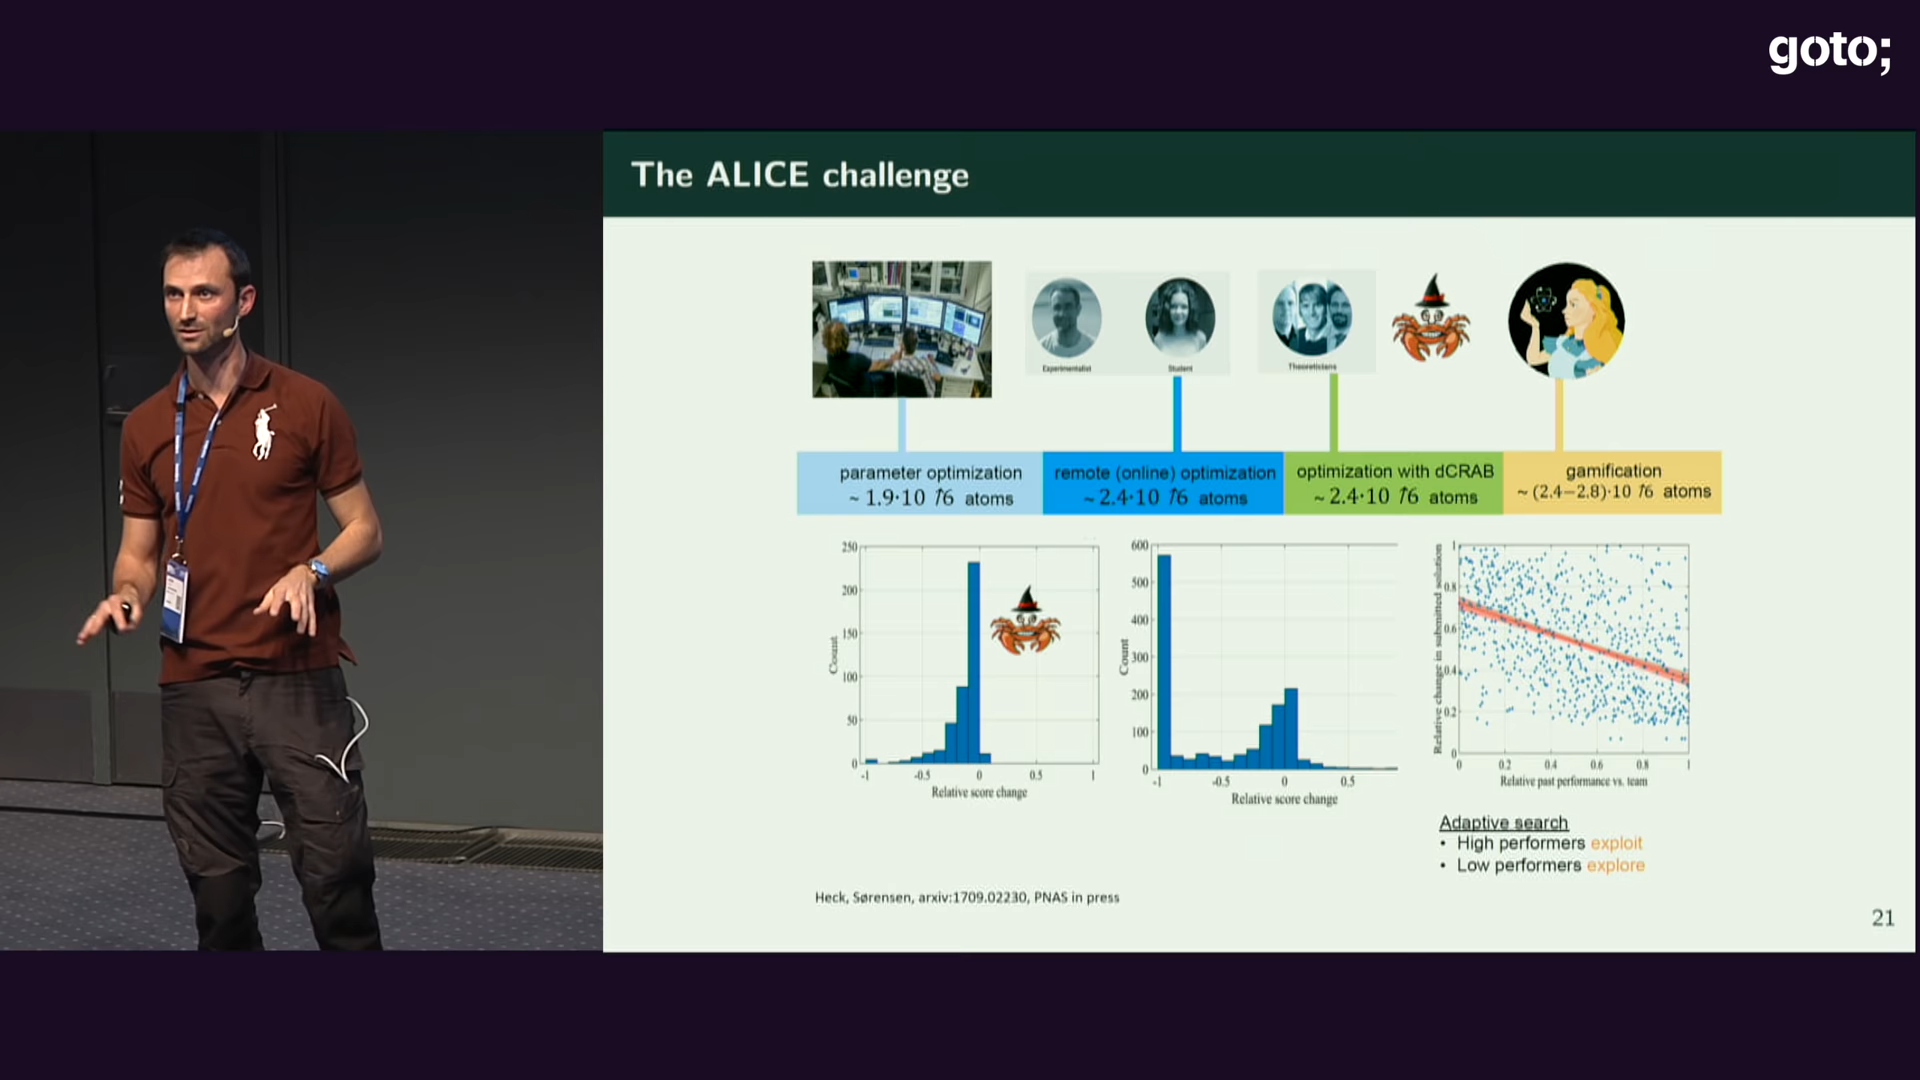 goto;
The ALICE challenge
Experimentalist
Student
Theoreticians
parameter optimization
~ 1.9·10 ↑6 atoms
remote (online) optimization
~ 2.4·10 ↑6 atoms
optimization with dCRAB
~ 2.4·10 ↑6 atoms
gamification
~ (2.4−2.8)·10 ↑6 atoms
250
200
150
100
50
0
Count
-1
-0.5
0
0.5
1
Relative score change
600
500
400
300
200
100
0
Count
-1
-0.5
0
0.5
Relative score change
1
0.8
0.6
0.4
0.2
0
Relative change in submitted solution
0
0.2
0.4
0.6
0.8
1
Relative past performance vs. team
Adaptive search
• High performers exploit
• Low performers explore
Heck, Sørensen, arxiv:1709.02230, PNAS in press
21